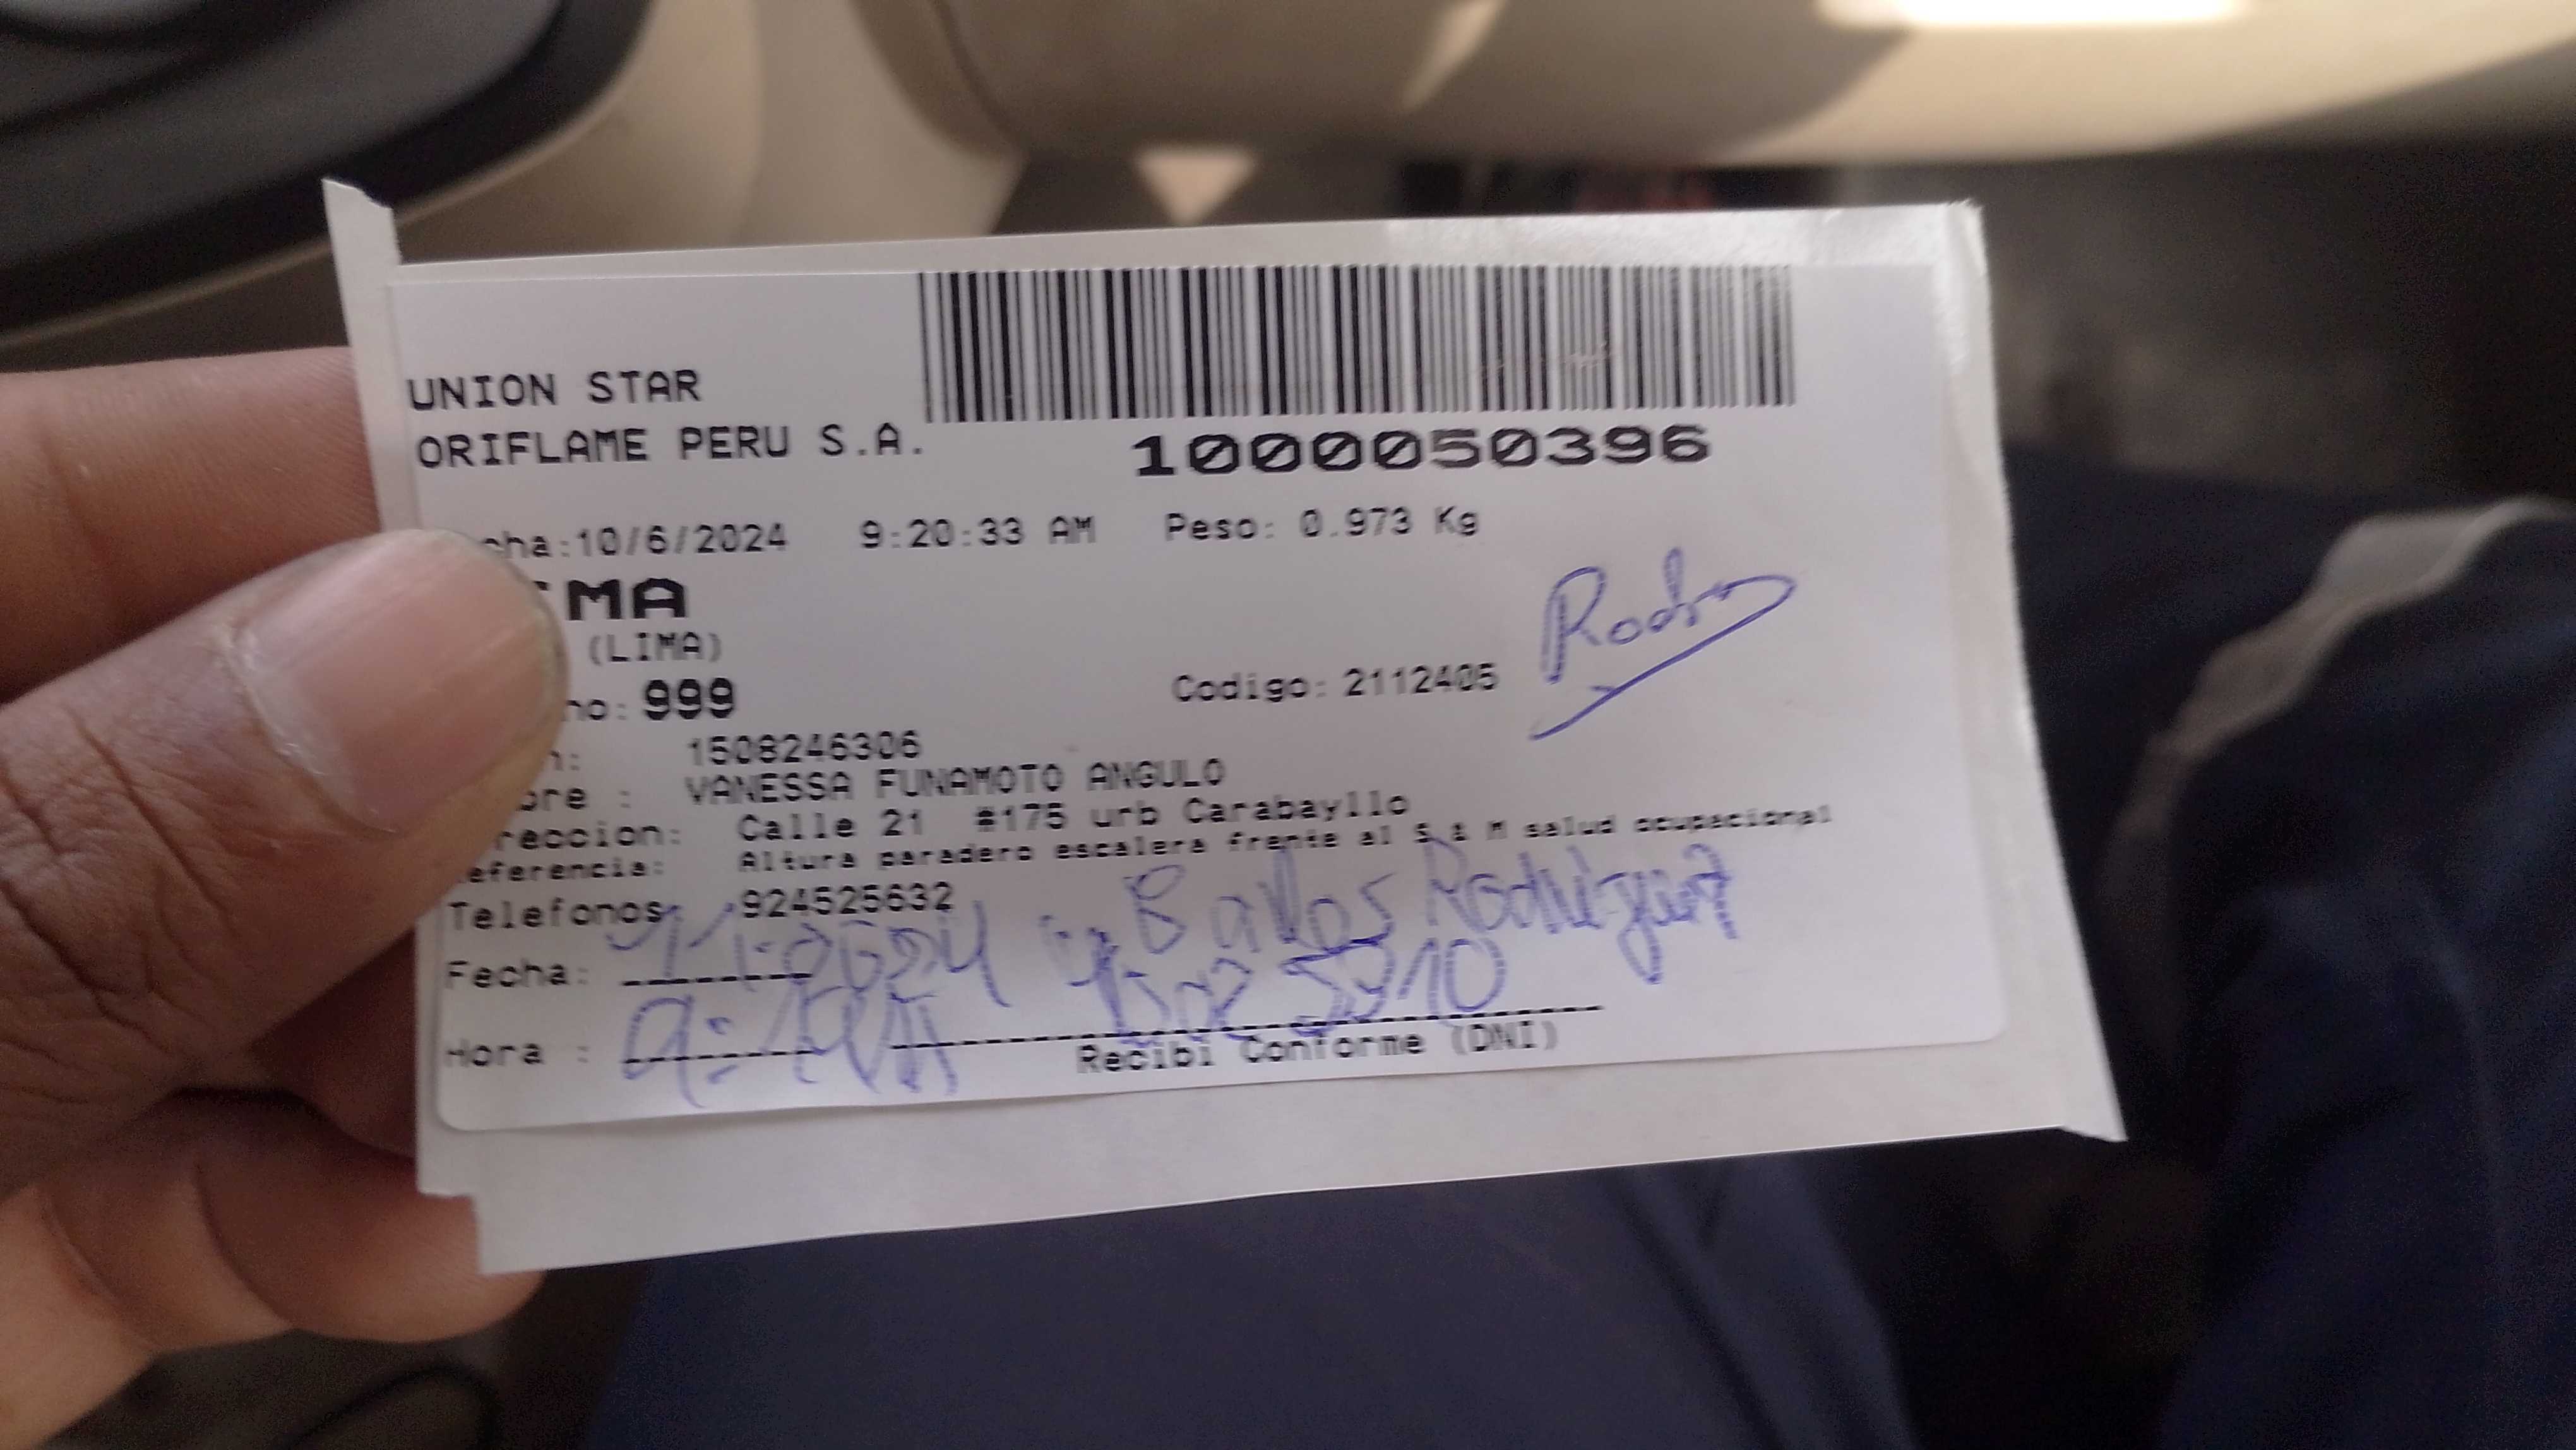 UNION STAR
ORIFLAME PERU S.A.
1000050396
cha:10/6/2024 9:20:33 AM Peso: 0.973 Kg
MA
(LIMA)
no: 999 Codigo: 2112405
n: 1508246306
bre : VANESSA FUNAMOTO ANGULO
reccion: Calle 21 #175 urb Carabayllo
eferencia: Altura paradero escalera frente al S & M salud ocupacional
Telefonos 924525632
Fecha:
Hora :
Recibi Conforme (DNI)